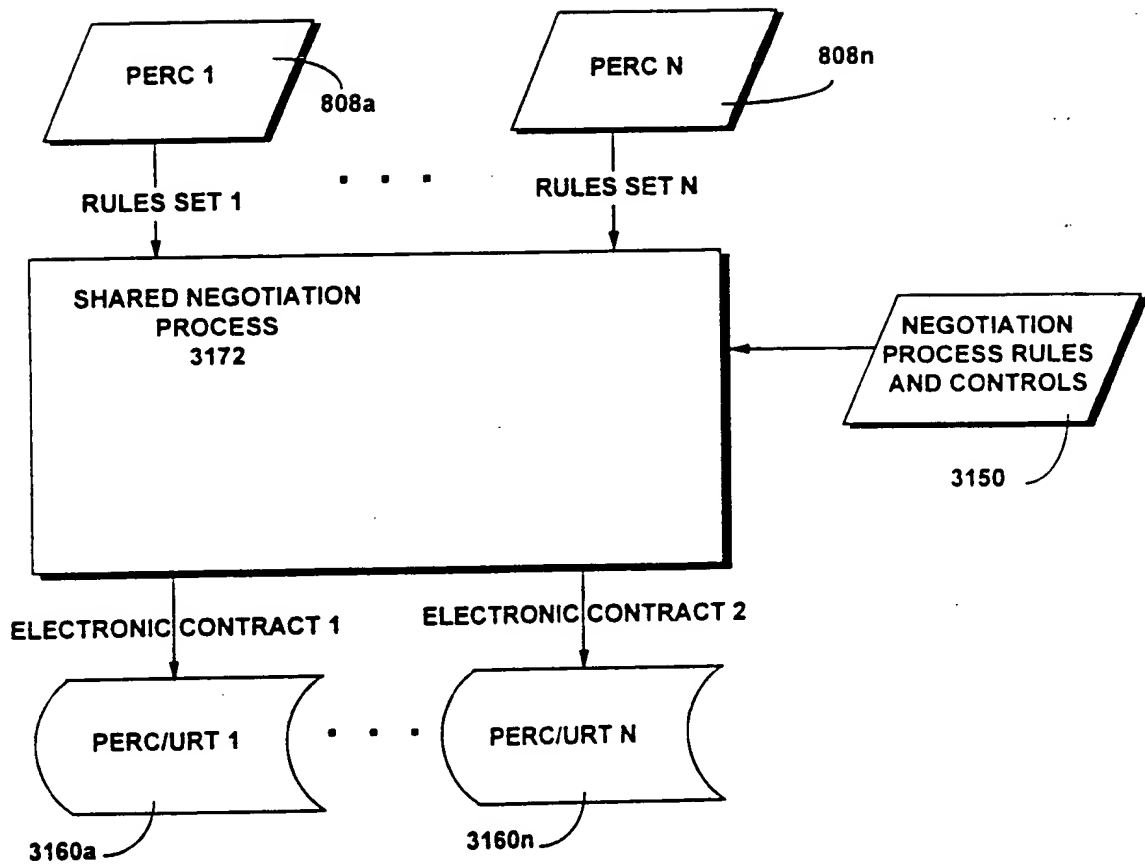 PERC 1
808a
PERC N
808n
RULES SET 1
RULES SET N
SHARED NEGOTIATION
PROCESS
3172
NEGOTIATION
PROCESS RULES
AND CONTROLS
3150
ELECTRONIC CONTRACT 1
ELECTRONIC CONTRACT 2
PERC/URT 1
PERC/URT N
3160a
3160n